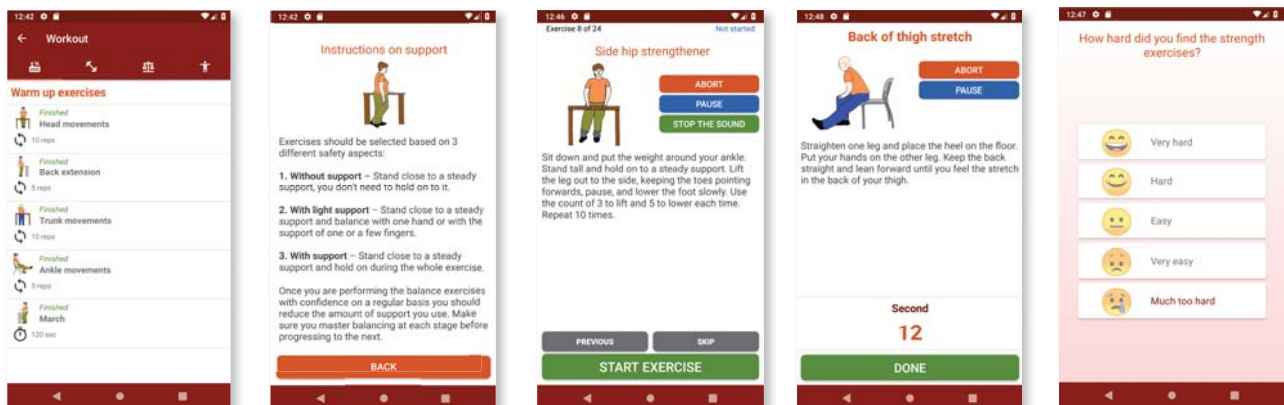 12:42
Workout
Warm up exercises
Finished
Head movements
10 reps
Finished
Back extension
5 reps
Finished
Trunk movements
10 reps
Finished
Ankle movements
5 reps
Finished
March
120 sec
12:42
Instructions on support
Exercises should be selected based on 3
different safety aspects:
1. Without support – Stand close to a steady
support, you don't need to hold on to it.
2. With light support – Stand close to a steady
support and balance with one hand or with the
support of one or a few fingers.
3. With support – Stand close to a steady
support and hold on during the whole exercise.
Once you are performing the balance exercises
with confidence on a regular basis you should
reduce the amount of support you use. Make
sure you master balancing at each stage before
progressing to the next.
BACK
12:46
Exercise 8 of 24 Not started
Side hip strengthener
ABORT
PAUSE
STOP THE SOUND
Sit down and put the weight around your ankle.
Stand tall and hold on to a steady support. Lift
the leg out to the side, keeping the toes pointing
forwards, pause, and lower the foot slowly. Use
the count of 3 to lift and 5 to lower each time.
Repeat 10 times.
PREVIOUS SKIP
START EXERCISE
12:48
Back of thigh stretch
ABORT
PAUSE
Straighten one leg and place the heel on the floor.
Put your hands on the other leg. Keep the back
straight and lean forward until you feel the stretch
in the back of your thigh.
Second
12
DONE
12:47
How hard did you find the strength
exercises?
Very hard
Hard
Easy
Very easy
Much too hard